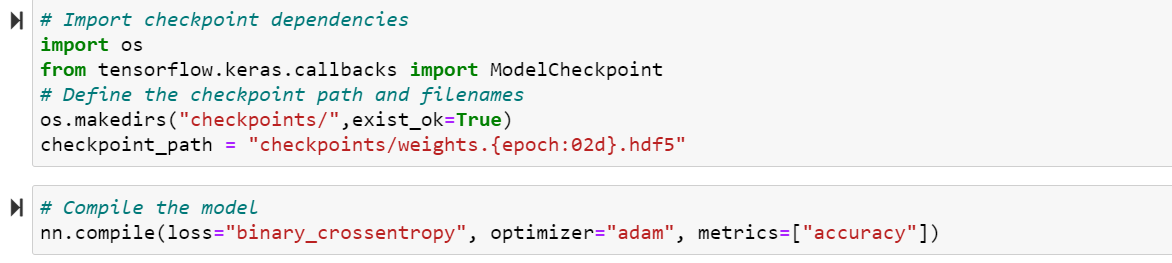 # Import checkpoint dependencies
import os
from tensorflow.keras.callbacks import ModelCheckpoint
# Define the checkpoint path and filenames
os.makedirs("checkpoints/",exist_ok=True)
checkpoint_path = "checkpoints/weights.{epoch:02d}.hdf5"
# Compile the model
nn.compile(loss="binary_crossentropy", optimizer="adam", metrics=["accuracy"])